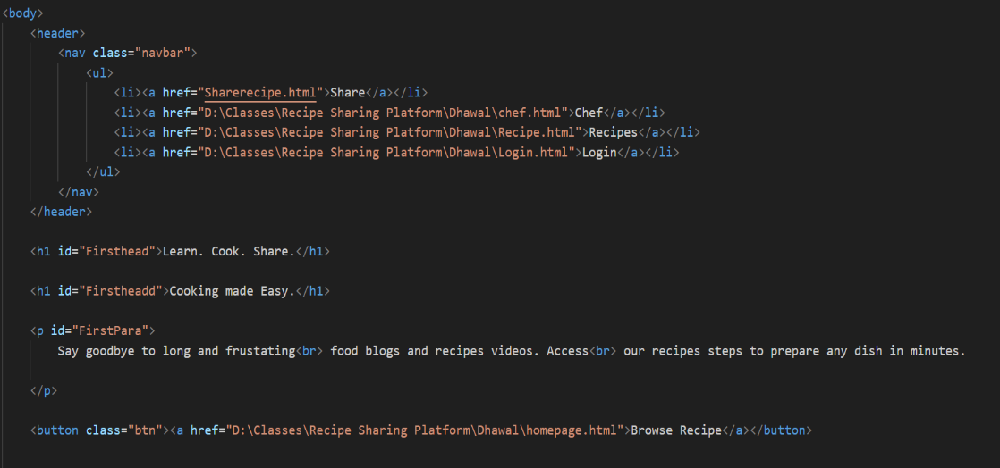 <body>
<header>
<nav class="navbar">
<ul>
<li><a href="Sharerecipe.html">Share</a></li>
<li><a href="D:\Classes\Recipe Sharing Platform\Dhawal\chef.html">Chef</a></li>
<li><a href="D:\Classes\Recipe Sharing Platform\Dhawal\Recipe.html">Recipes</a></li>
<li><a href="D:\Classes\Recipe Sharing Platform\Dhawal\Login.html">Login</a></li>
</ul>
</nav>
</header>
<h1 id="Firsthead">Learn. Cook. Share.</h1>
<h1 id="Firstheadd">Cooking made Easy.</h1>
<p id="FirstPara">
Say goodbye to long and frustating<br> food blogs and recipes videos. Access<br> our recipes steps to prepare any dish in minutes.
</p>
<button class="btn"><a href="D:\Classes\Recipe Sharing Platform\Dhawal\homepage.html">Browse Recipe</a></button>